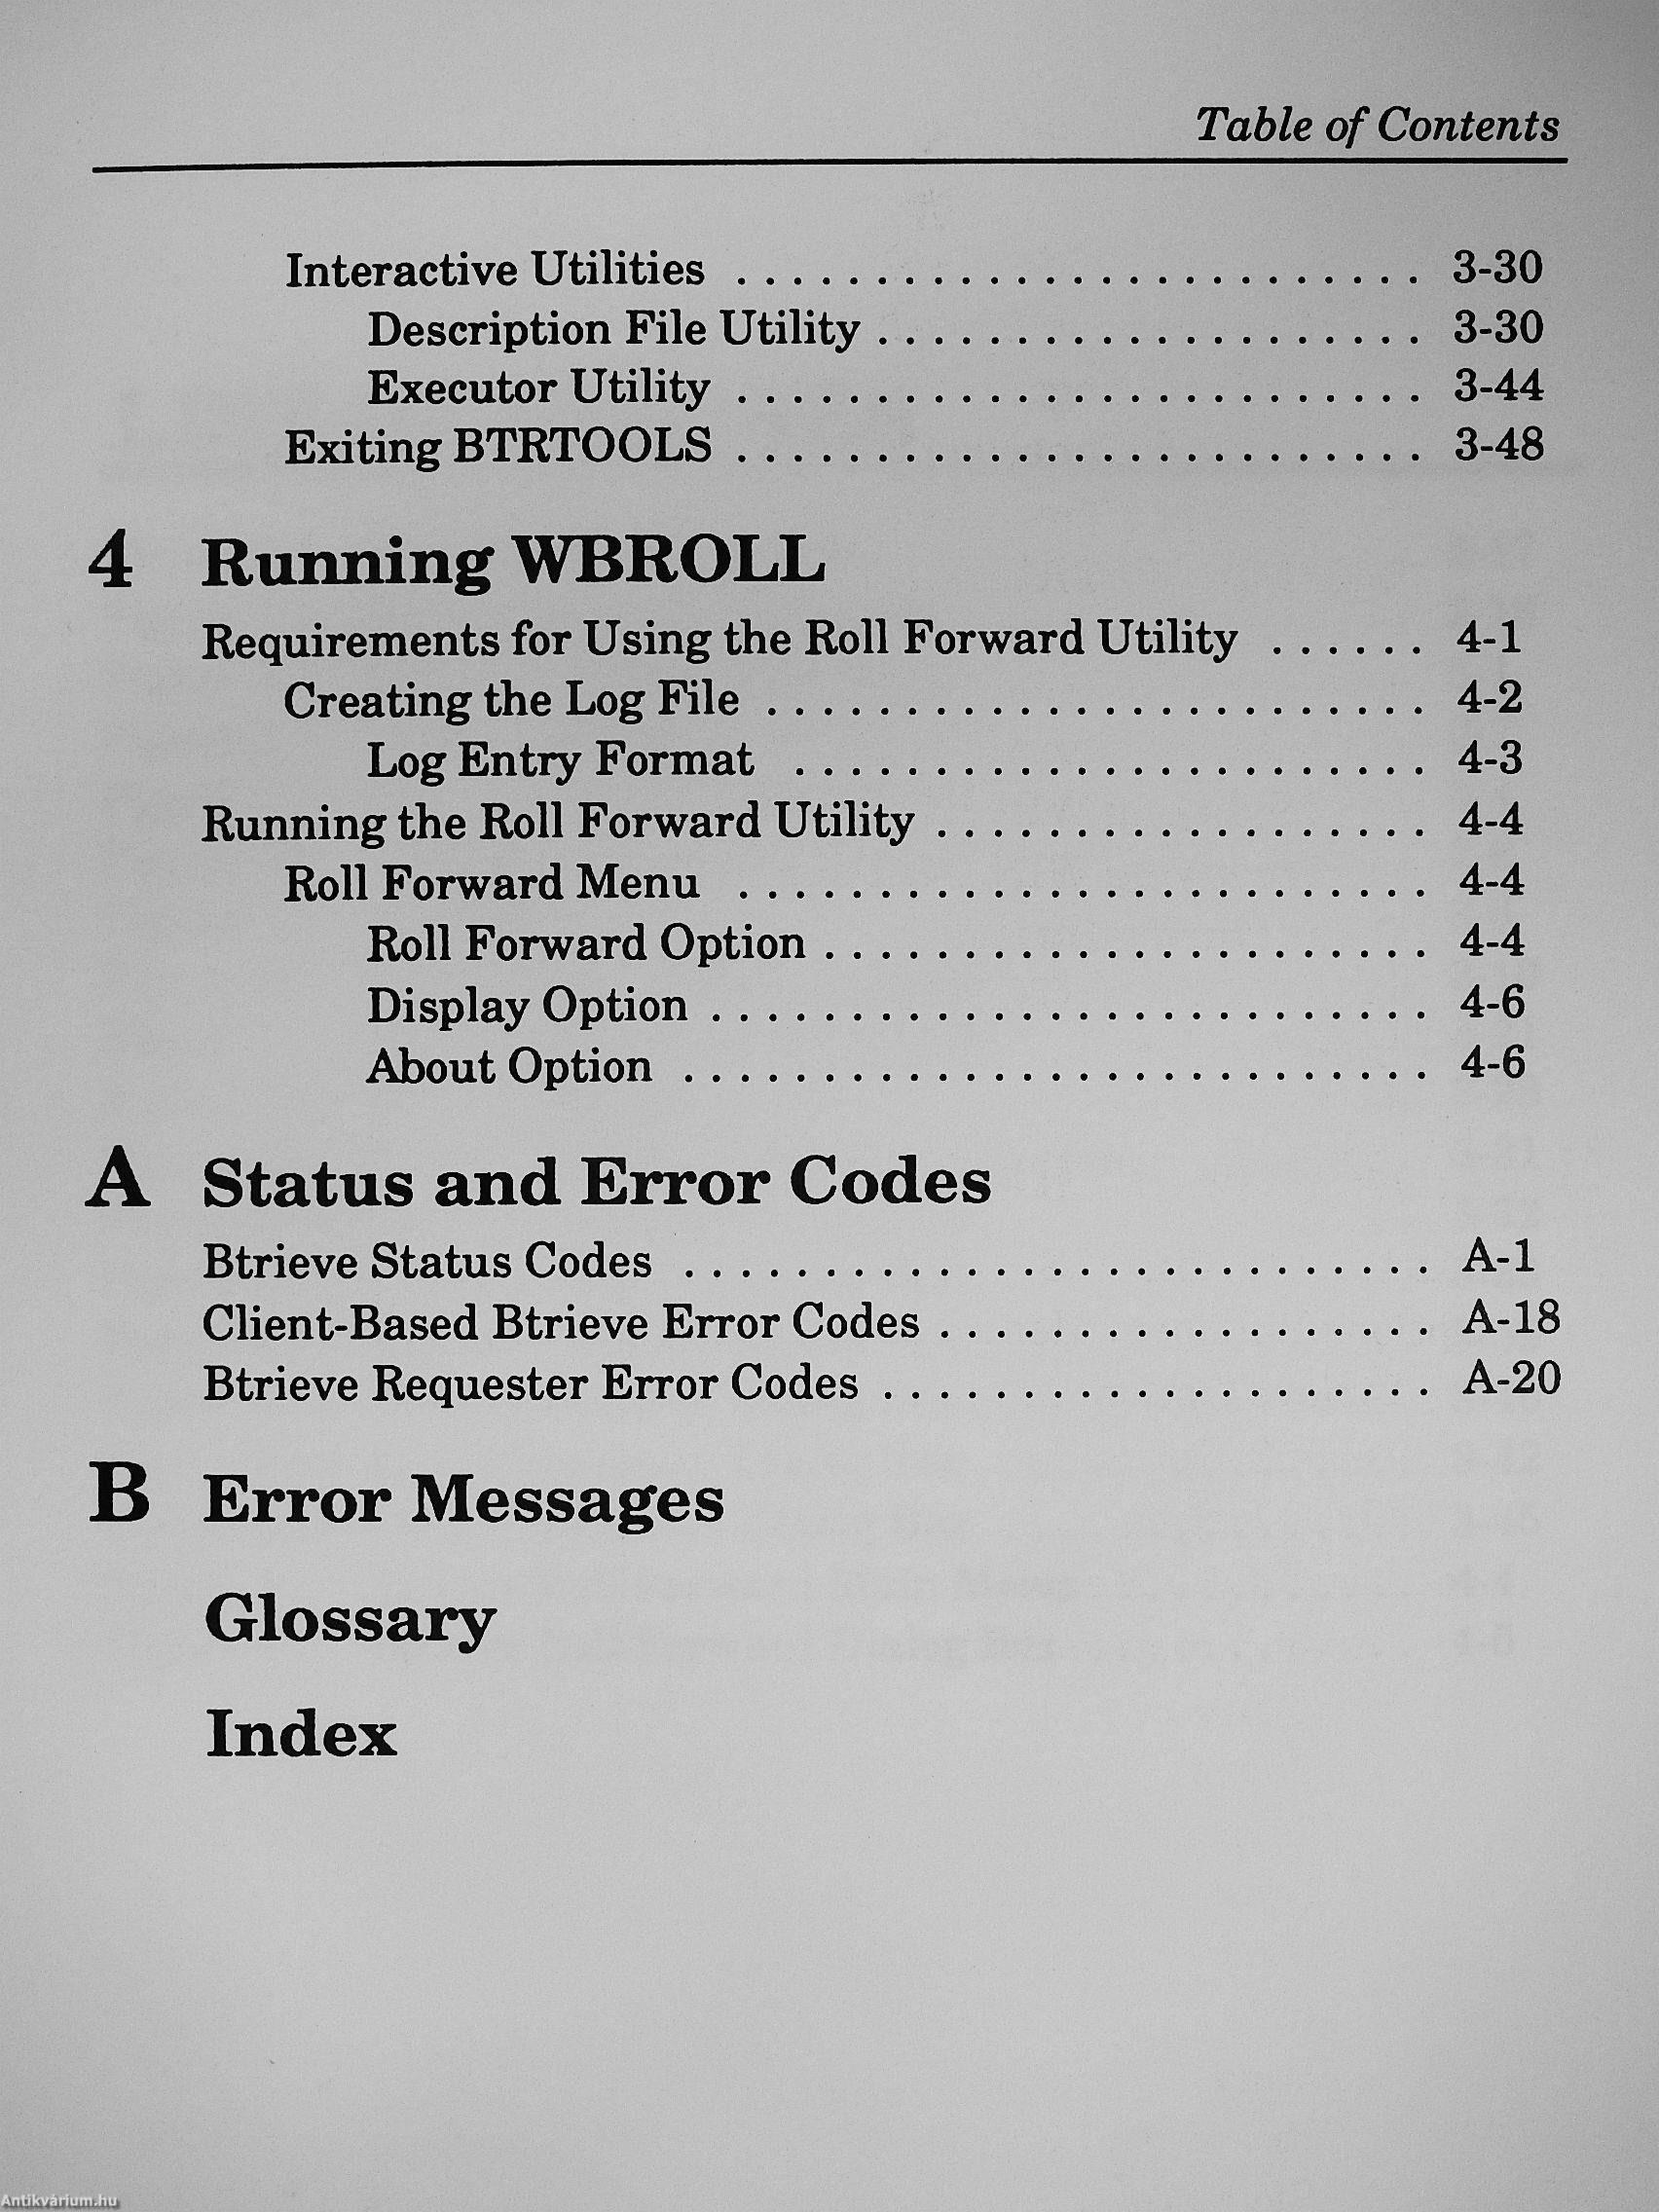 Table of Contents
Interactive Utilities . . . . . . . . . . . . . . . . . . . . . . . . . 3-30
Description File Utility . . . . . . . . . . . . . . . . . . . . 3-30
Executor Utility . . . . . . . . . . . . . . . . . . . . . . . . . 3-44
Exiting BTRTOOLS . . . . . . . . . . . . . . . . . . . . . . . . . 3-48
4 Running WBROLL
Requirements for Using the Roll Forward Utility . . . . . . 4-1
Creating the Log File . . . . . . . . . . . . . . . . . . . . . . . . 4-2
Log Entry Format . . . . . . . . . . . . . . . . . . . . . . . 4-3
Running the Roll Forward Utility . . . . . . . . . . . . . . . . . . 4-4
Roll Forward Menu . . . . . . . . . . . . . . . . . . . . . . . . . 4-4
Roll Forward Option . . . . . . . . . . . . . . . . . . . . . . 4-4
Display Option . . . . . . . . . . . . . . . . . . . . . . . . . . 4-6
About Option . . . . . . . . . . . . . . . . . . . . . . . . . . . 4-6
A Status and Error Codes
Btrieve Status Codes . . . . . . . . . . . . . . . . . . . . . . . . . . . A-1
Client-Based Btrieve Error Codes . . . . . . . . . . . . . . . . . . A-18
Btrieve Requester Error Codes . . . . . . . . . . . . . . . . . . . . A-20
B Error Messages
Glossary
Index
Antikvárium.hu